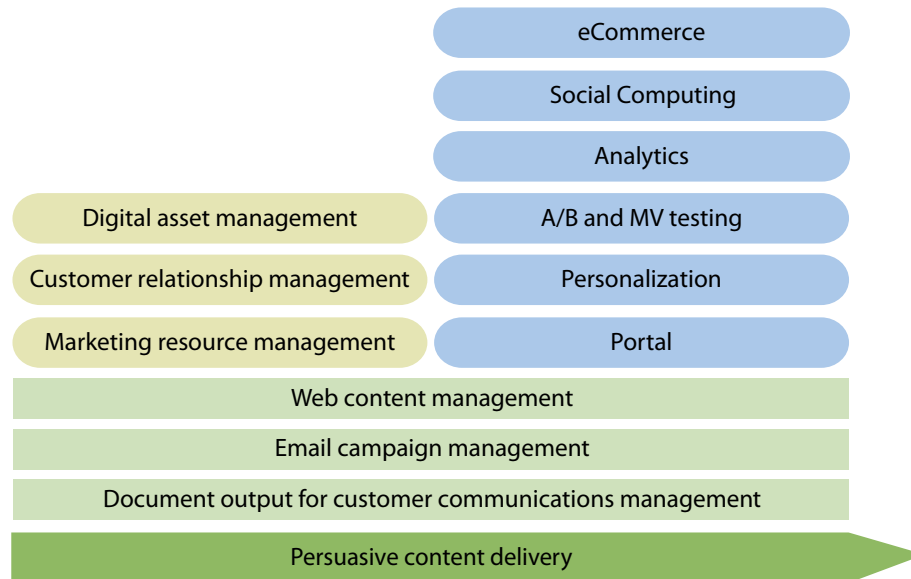 eCommerce
Social Computing
Analytics
Digital asset management
A/B and MV testing
Customer relationship management
Personalization
Marketing resource management
Portal
Web content management
Email campaign management
Document output for customer communications management
Persuasive content delivery